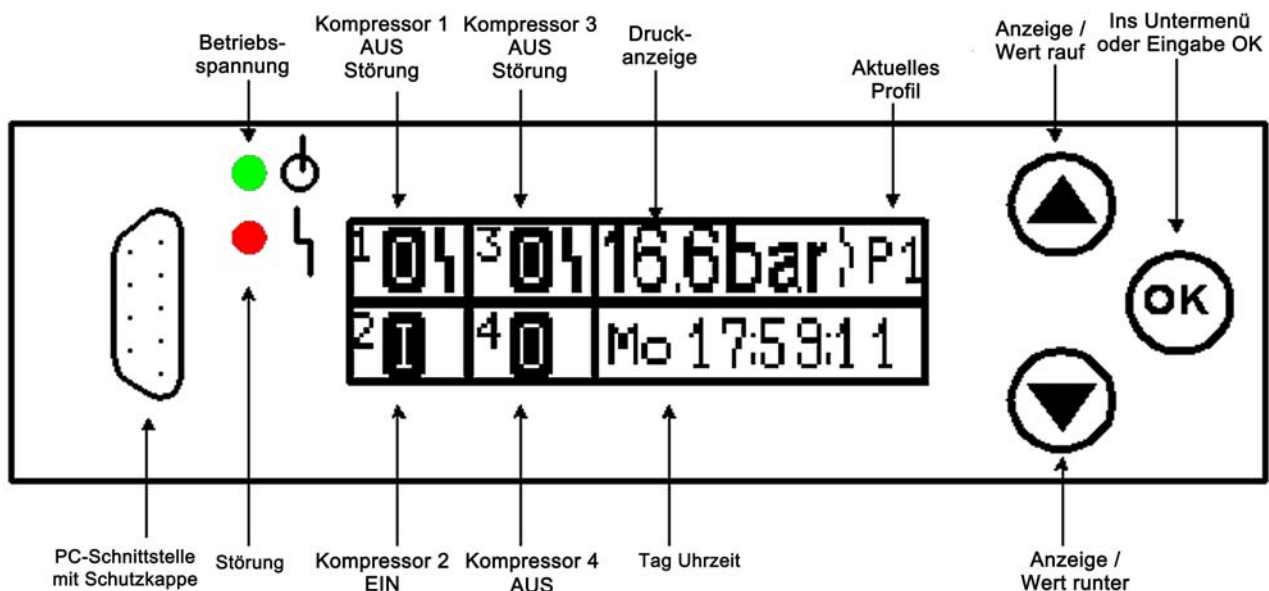 Betriebs-
spannung
Kompressor 1
AUS
Störung
Kompressor 3
AUS
Störung
Druck-
anzeige
Aktuelles
Profil
Anzeige /
Wert rauf
Ins Untermenü
oder Eingabe OK
1 0 3 0 16.6bar P1
2 I 4 0 Mo 17:59:11
OK
PC-Schnittstelle
mit Schutzkappe
Störung
Kompressor 2
EIN
Kompressor 4
AUS
Tag Uhrzeit
Anzeige /
Wert runter